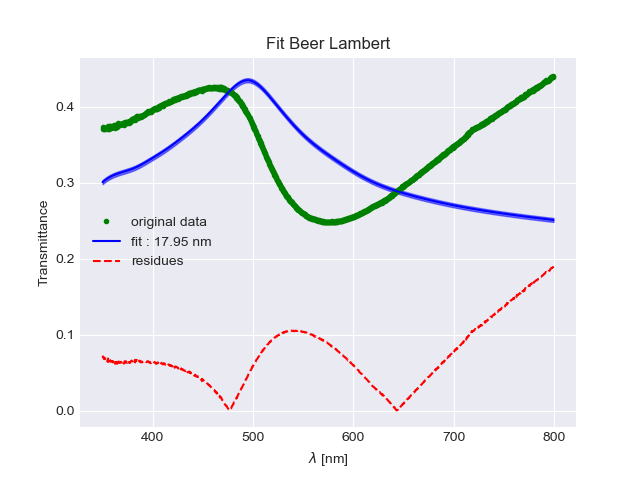 Fit Beer Lambert
Transmittance
0.4
0.3
0.2
0.1
0.0
original data
fit : 17.95 nm
residues
400
500
600
700
800
λ [nm]